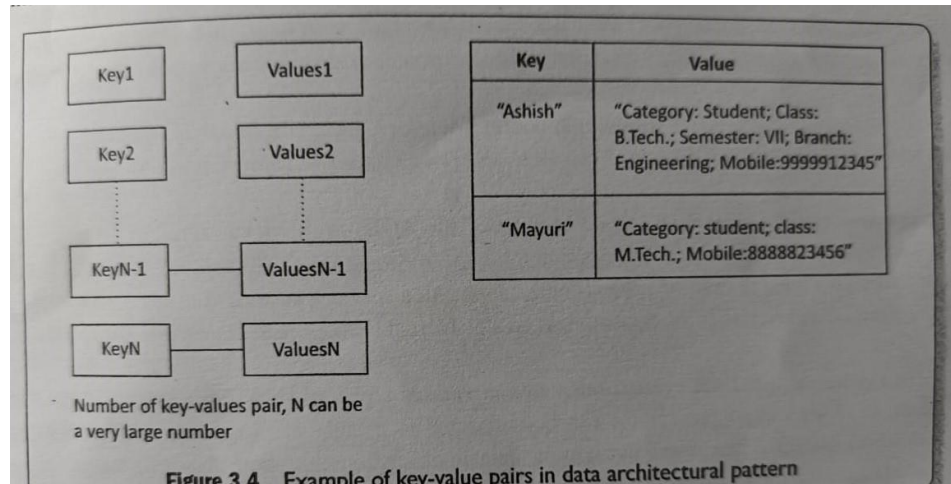 Key1
Values1
Key2
Values2
KeyN-1
ValuesN-1
KeyN
ValuesN
Number of key-values pair, N can be
a very large number
Key
Value
"Ashish"
"Category: Student; Class:
B.Tech.; Semester: VII; Branch:
Engineering; Mobile:9999912345"
"Mayuri"
"Category: student; class:
M.Tech.; Mobile:8888823456"
Figure 3.4 Example of key-value pairs in data architectural pattern